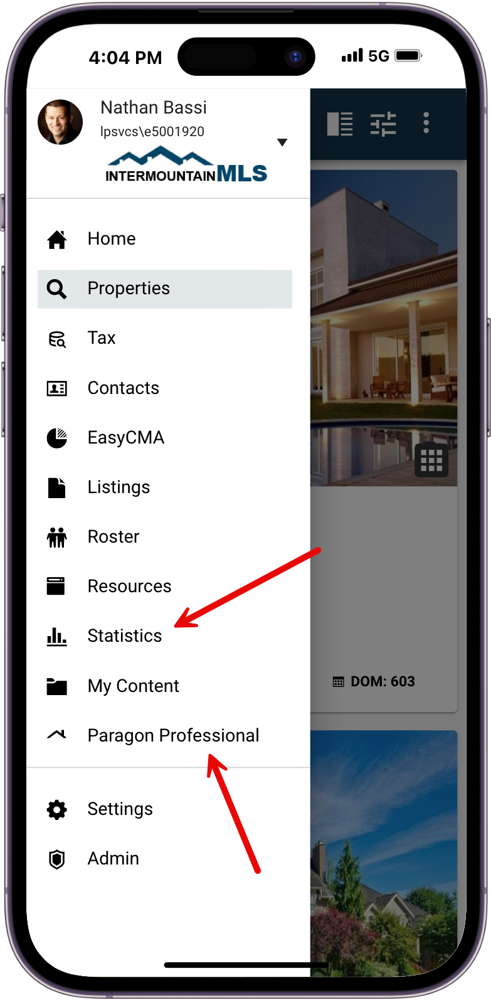 4:04 PM
5G
Nathan Bassi
lpsvcs\e5001920
INTERMOUNTAINMLS
Home
Properties
Tax
Contacts
EasyCMA
Listings
Roster
Resources
Statistics
My Content
Paragon Professional
Settings
Admin
DOM: 603